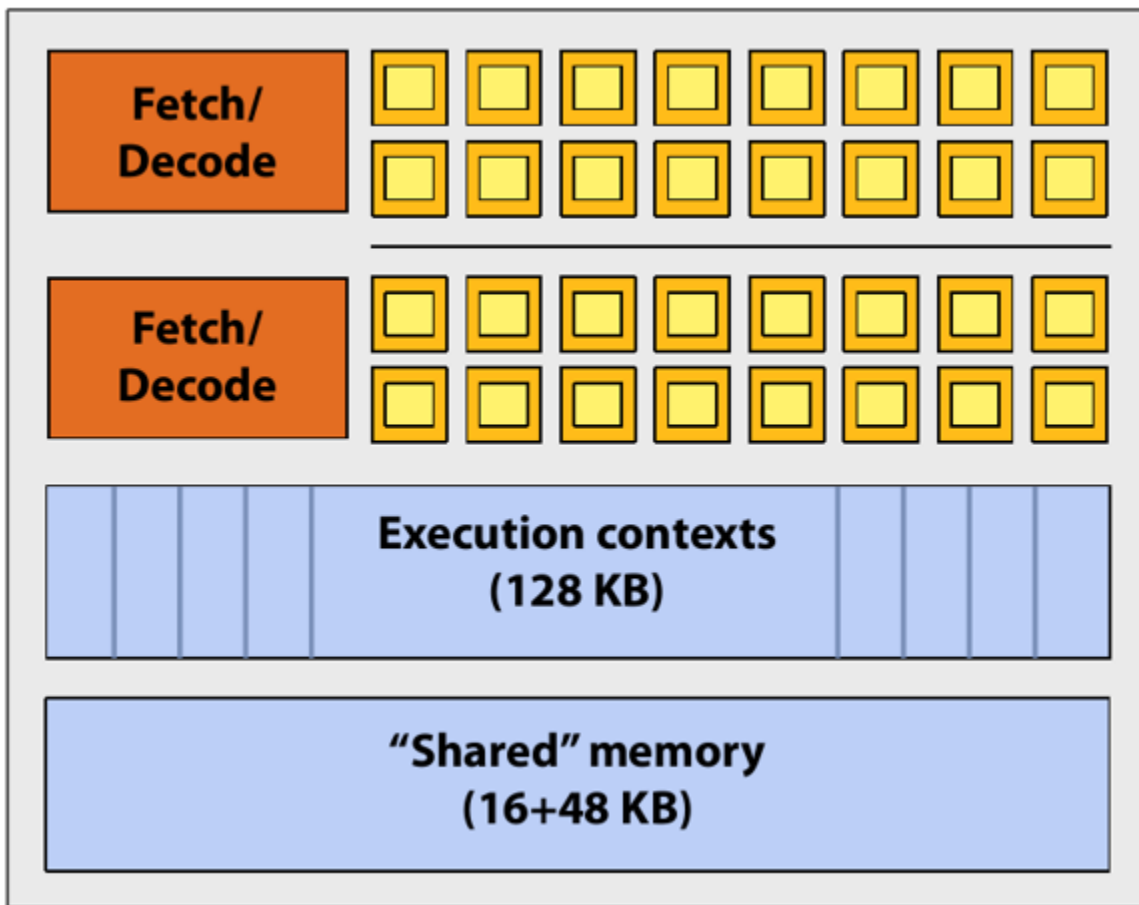 Fetch/
Decode
Fetch/
Decode
Execution contexts
(128 KB)
“Shared” memory
(16+48 KB)